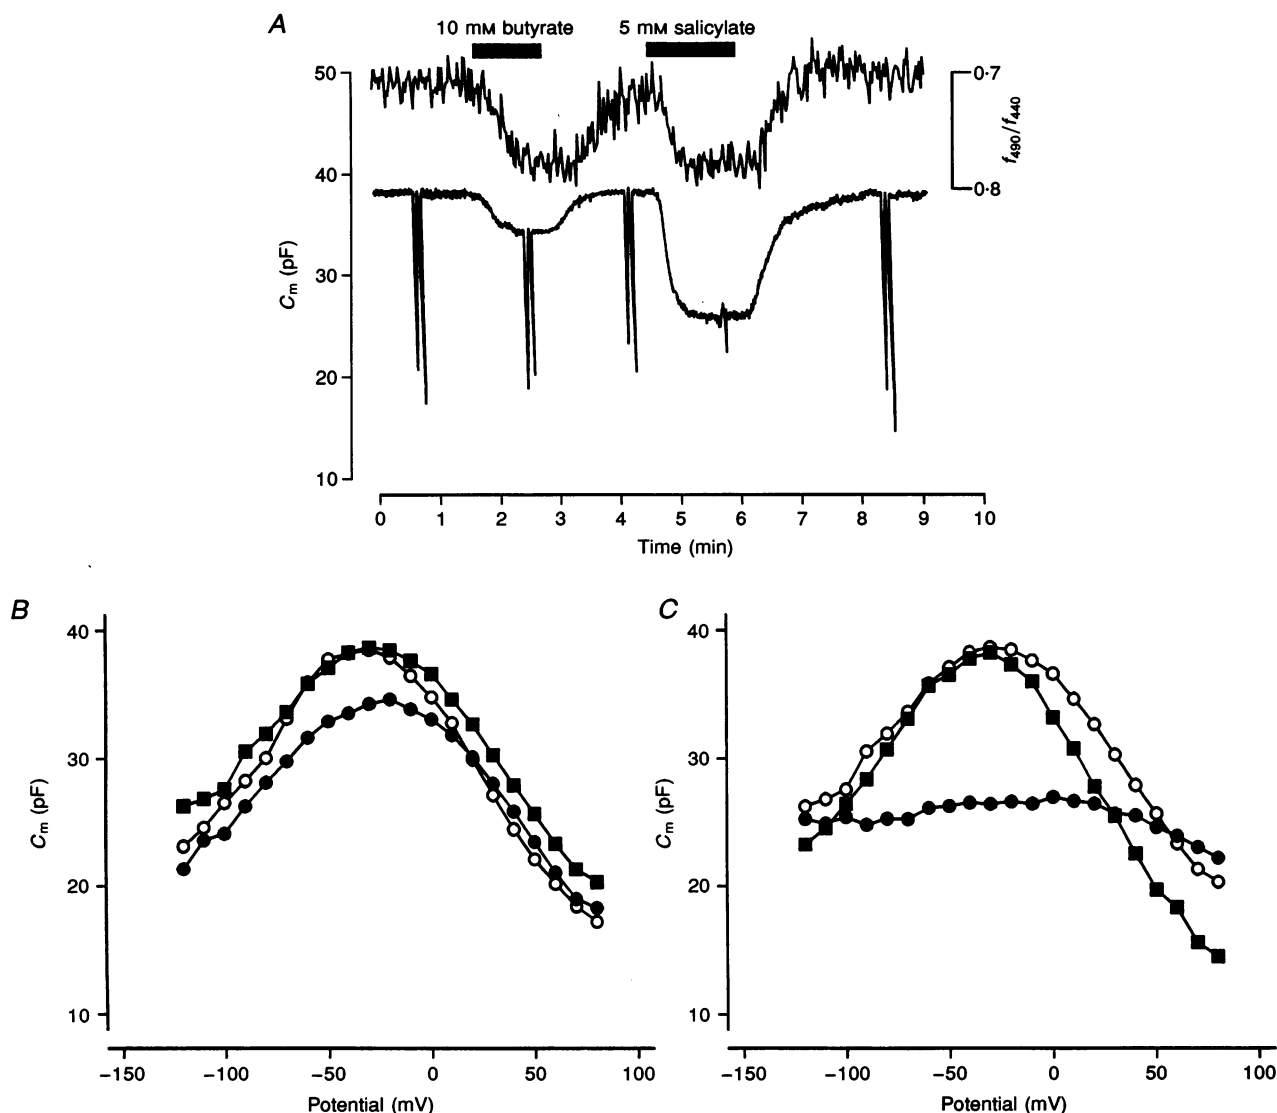 A
10 mM butyrate
5 mM salicylate
50
40
30
20
10
Cm (pF)
0·7
0·8
f490/f440
0 1 2 3 4 5 6 7 8 9 10
Time (min)
B
40
30
20
10
Cm (pF)
−150 −100 −50 0 50 100
Potential (mV)
C
40
30
20
10
Cm (pF)
−150 −100 −50 0 50 100
Potential (mV)